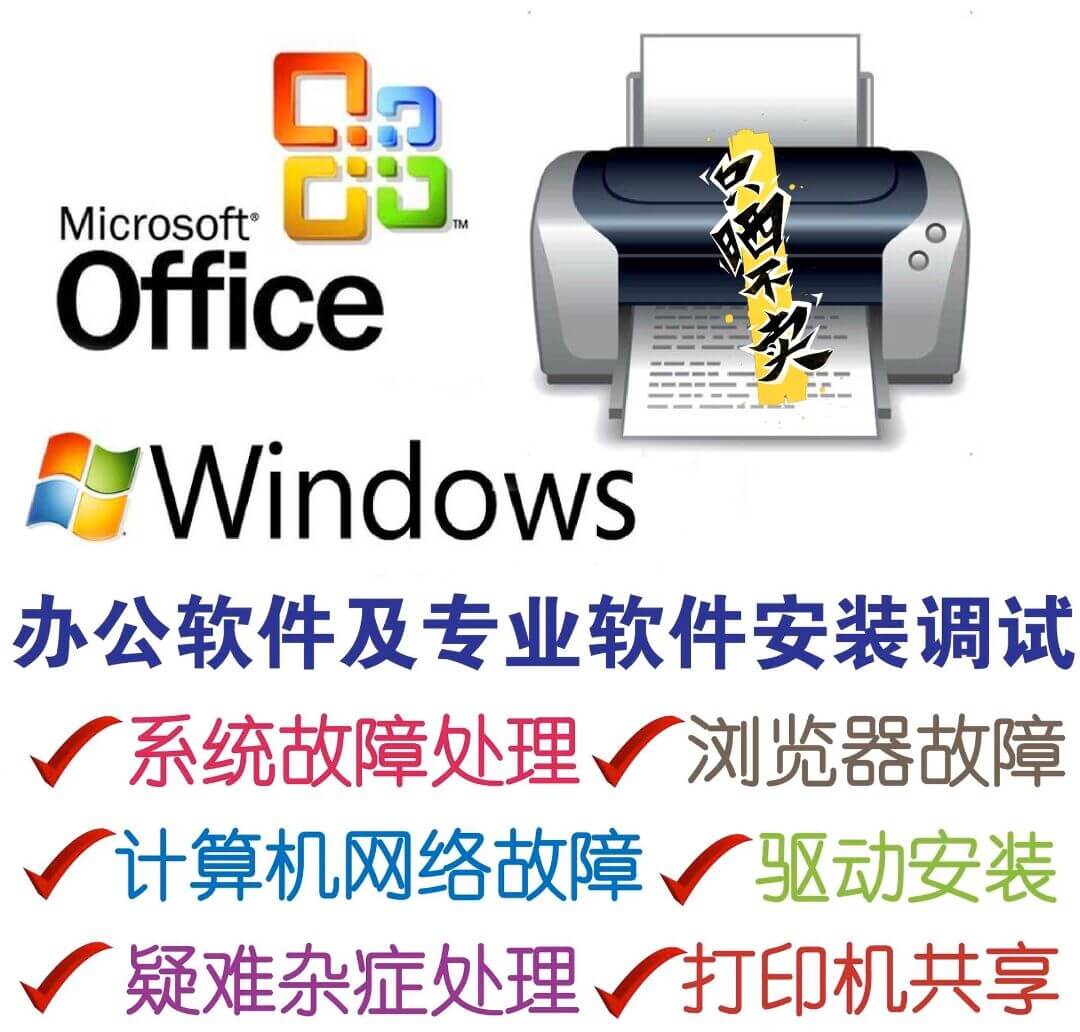 Microsoft®
Office™
只晒不卖
Windows
办公软件及专业软件安装调试
系统故障处理
浏览器故障
计算机网络故障
驱动安装
疑难杂症处理
打印机共享